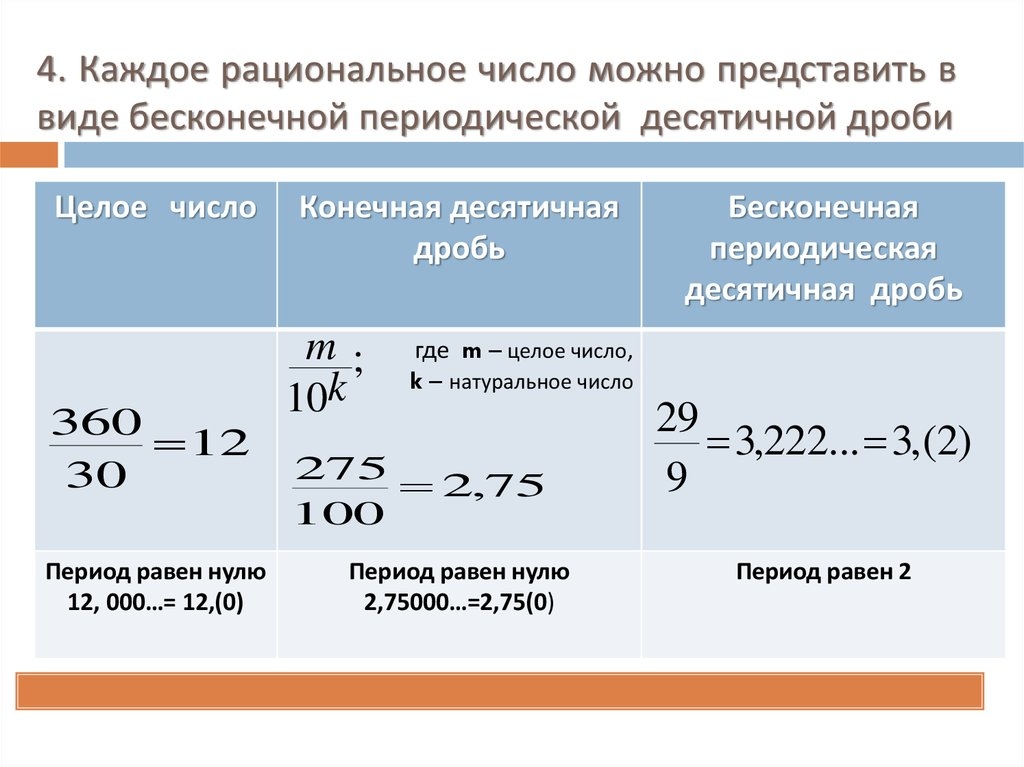 4. Каждое рациональное число можно представить в
виде бесконечной периодической десятичной дроби
Целое число
Конечная десятичная
дробь
Бесконечная
периодическая
десятичная дробь
360/30 = 12
m/10^k ;
где m – целое число,
k – натуральное число
275/100 = 2,75
29/9 = 3,222... = 3,(2)
Период равен нулю
12, 000…= 12,(0)
Период равен нулю
2,75000…=2,75(0)
Период равен 2